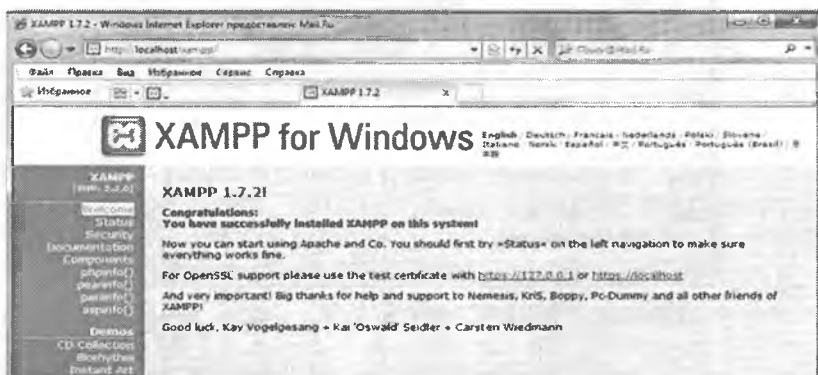 XAMPP 1.7.2 - Windows Internet Explorer предоставлен: Mail.Ru
http://localhost/xampp/
Файл Правка Вид Избранное Сервис Справка
Избранное
XAMPP 1.7.2
XAMPP for Windows
English / Deutsch / Francais / Nederlands / Polski / Slovene /
Italiano / Norsk / Español / 中文 / Português / Português (Brasil) /
XAMPP
XAMPP 1.7.2!
Welcome
Status
Security
Documentation
Components
phpinfo()
Demos
CD Collection
Biorhythm
Instant Art
Congratulations:
You have successfully installed XAMPP on this system!
Now you can start using Apache and Co. You should first try »Status« on the left navigation to make sure
everything works fine.
For OpenSSL support please use the test certificate with https://127.0.0.1 or https://localhost
And very important! Big thanks for help and support to Nemesis, KriS, Boppy, Pc-Dummy and all other friends of
XAMPP!
Good luck, Kay Vogelgesang + Kai 'Oswald' Seidler + Carsten Wiedmann